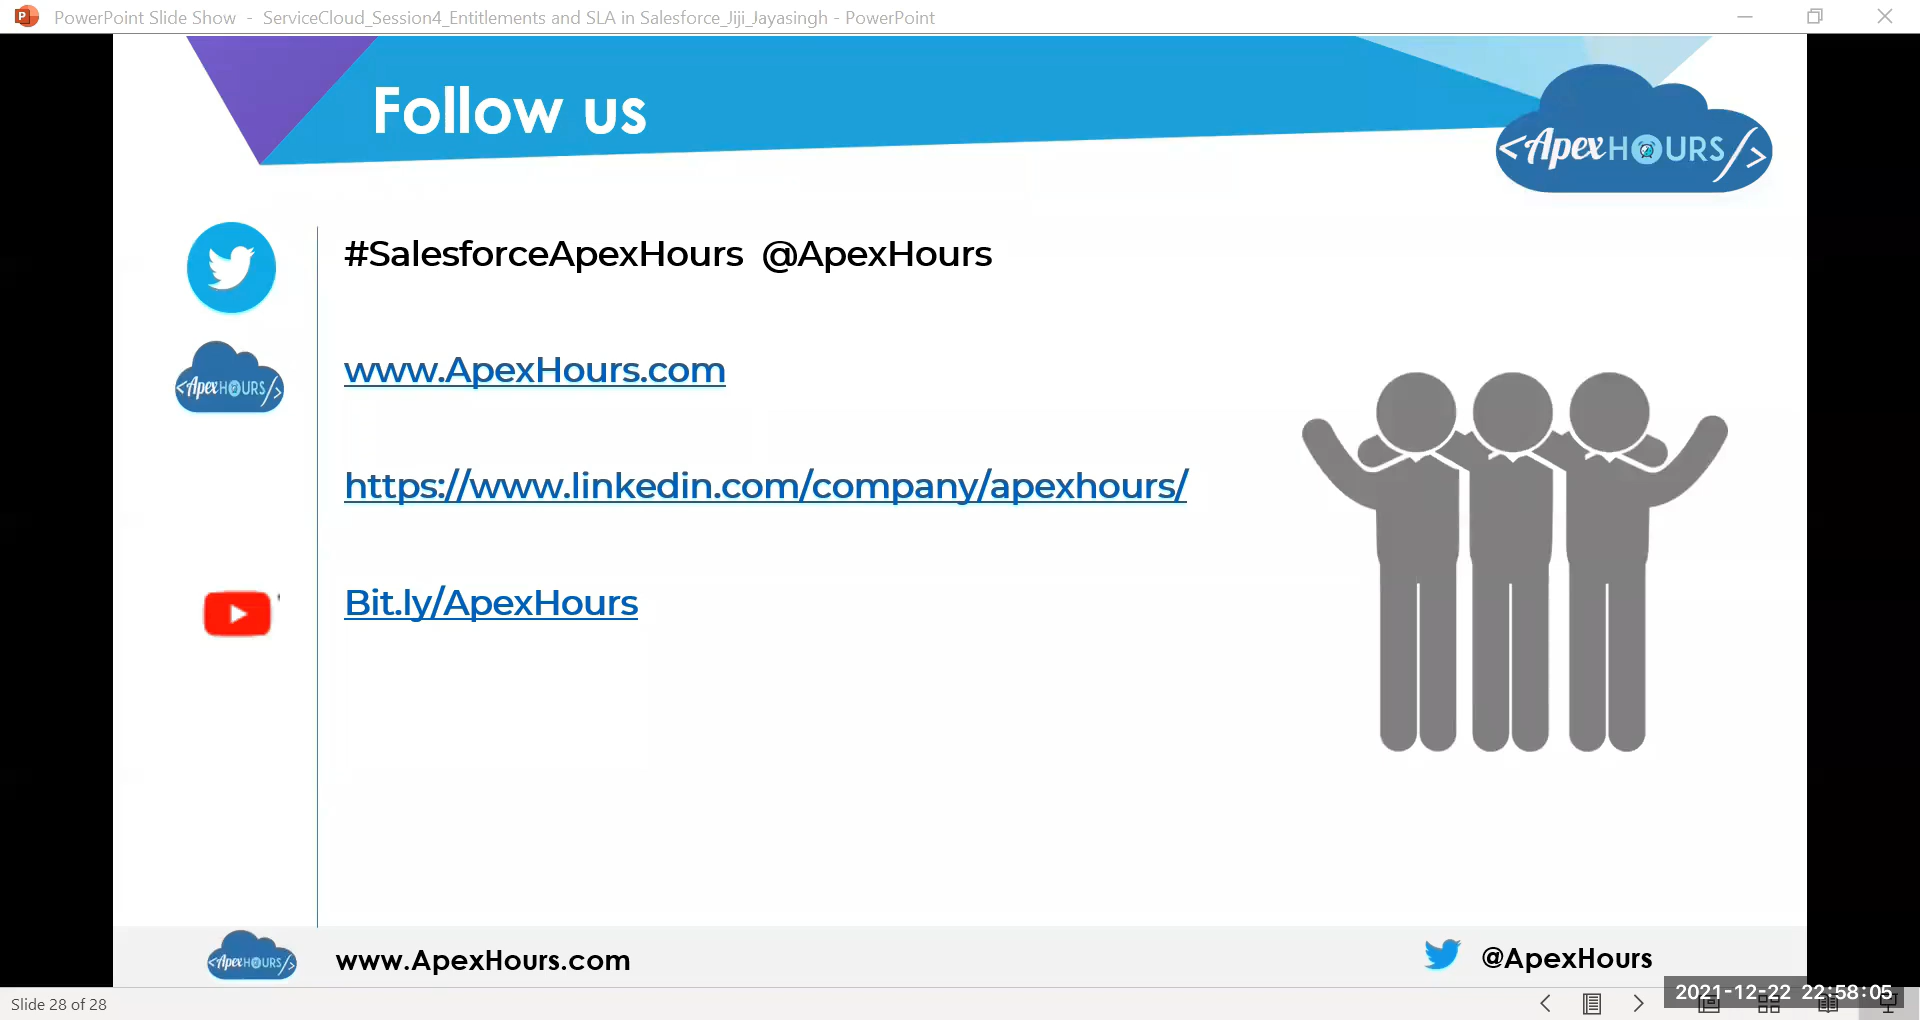 PowerPoint Slide Show - ServiceCloud_Session4_Entitlements and SLA in Salesforce_Jiji_Jayasingh - PowerPoint
Follow us
<ApexHOURS/>
#SalesforceApexHours @ApexHours
<ApexHOURS/>
www.ApexHours.com
https://www.linkedin.com/company/apexhours/
Bit.ly/ApexHours
<ApexHOURS/>
www.ApexHours.com
@ApexHours
Slide 28 of 28
2021-12-22 22:58:05